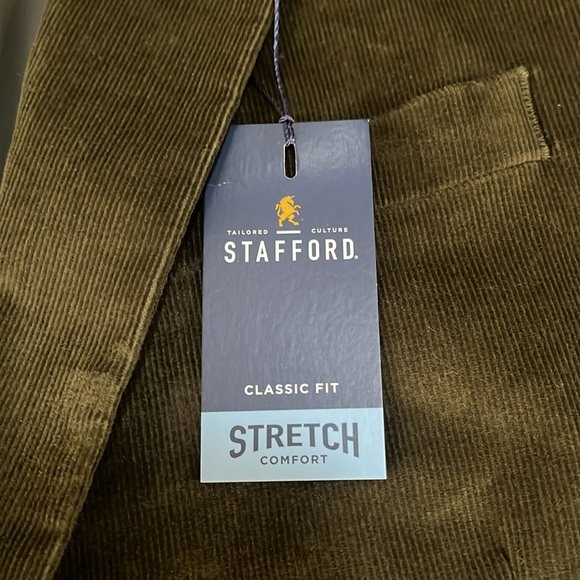 TAILORED CULTURE
STAFFORD®
CLASSIC FIT
STRETCH
COMFORT